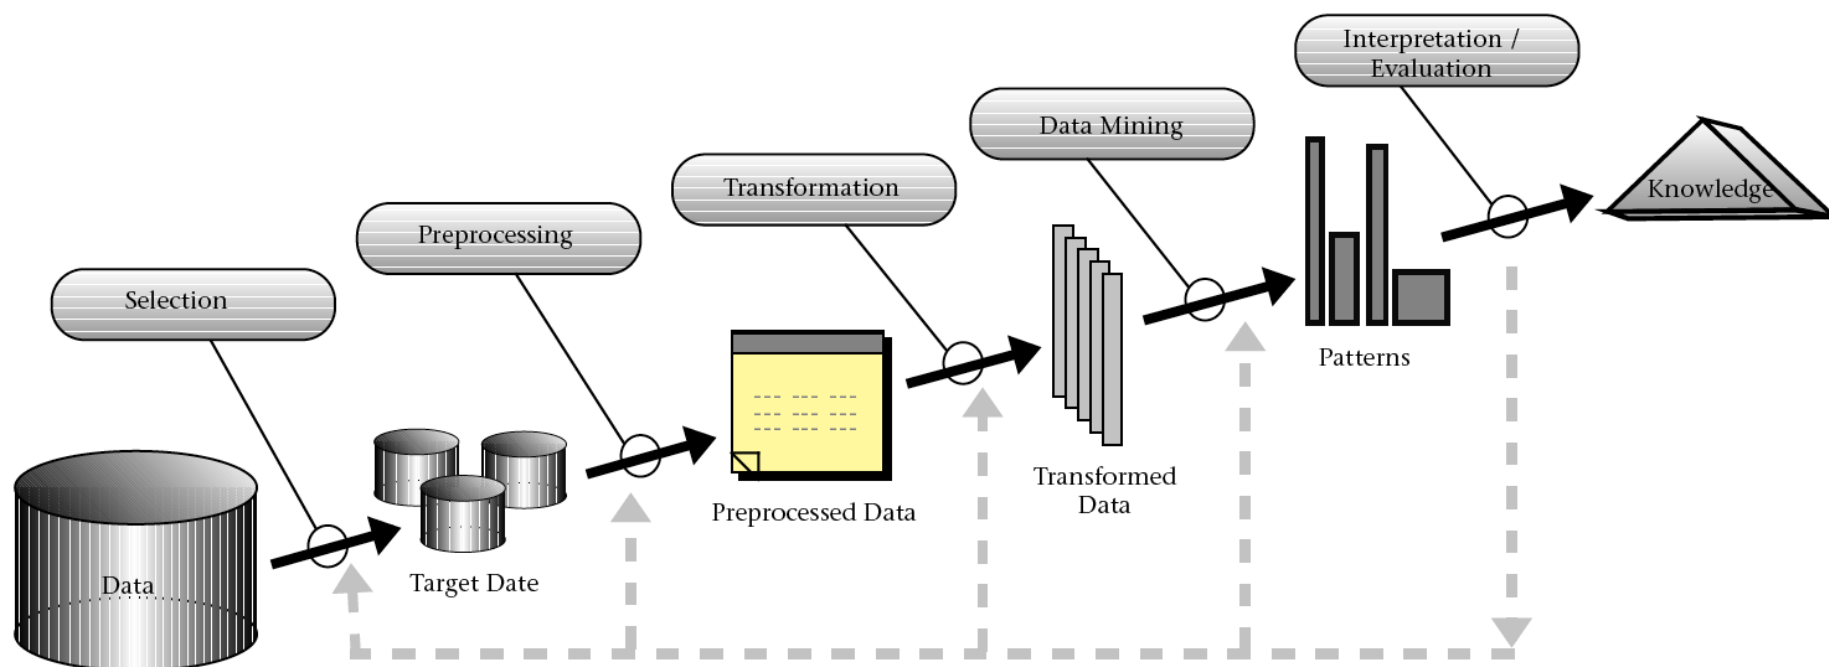 Interpretation /
Evaluation
Data Mining
Transformation
Preprocessing
Selection
Knowledge
Patterns
Transformed
Data
Preprocessed Data
Target Date
Data